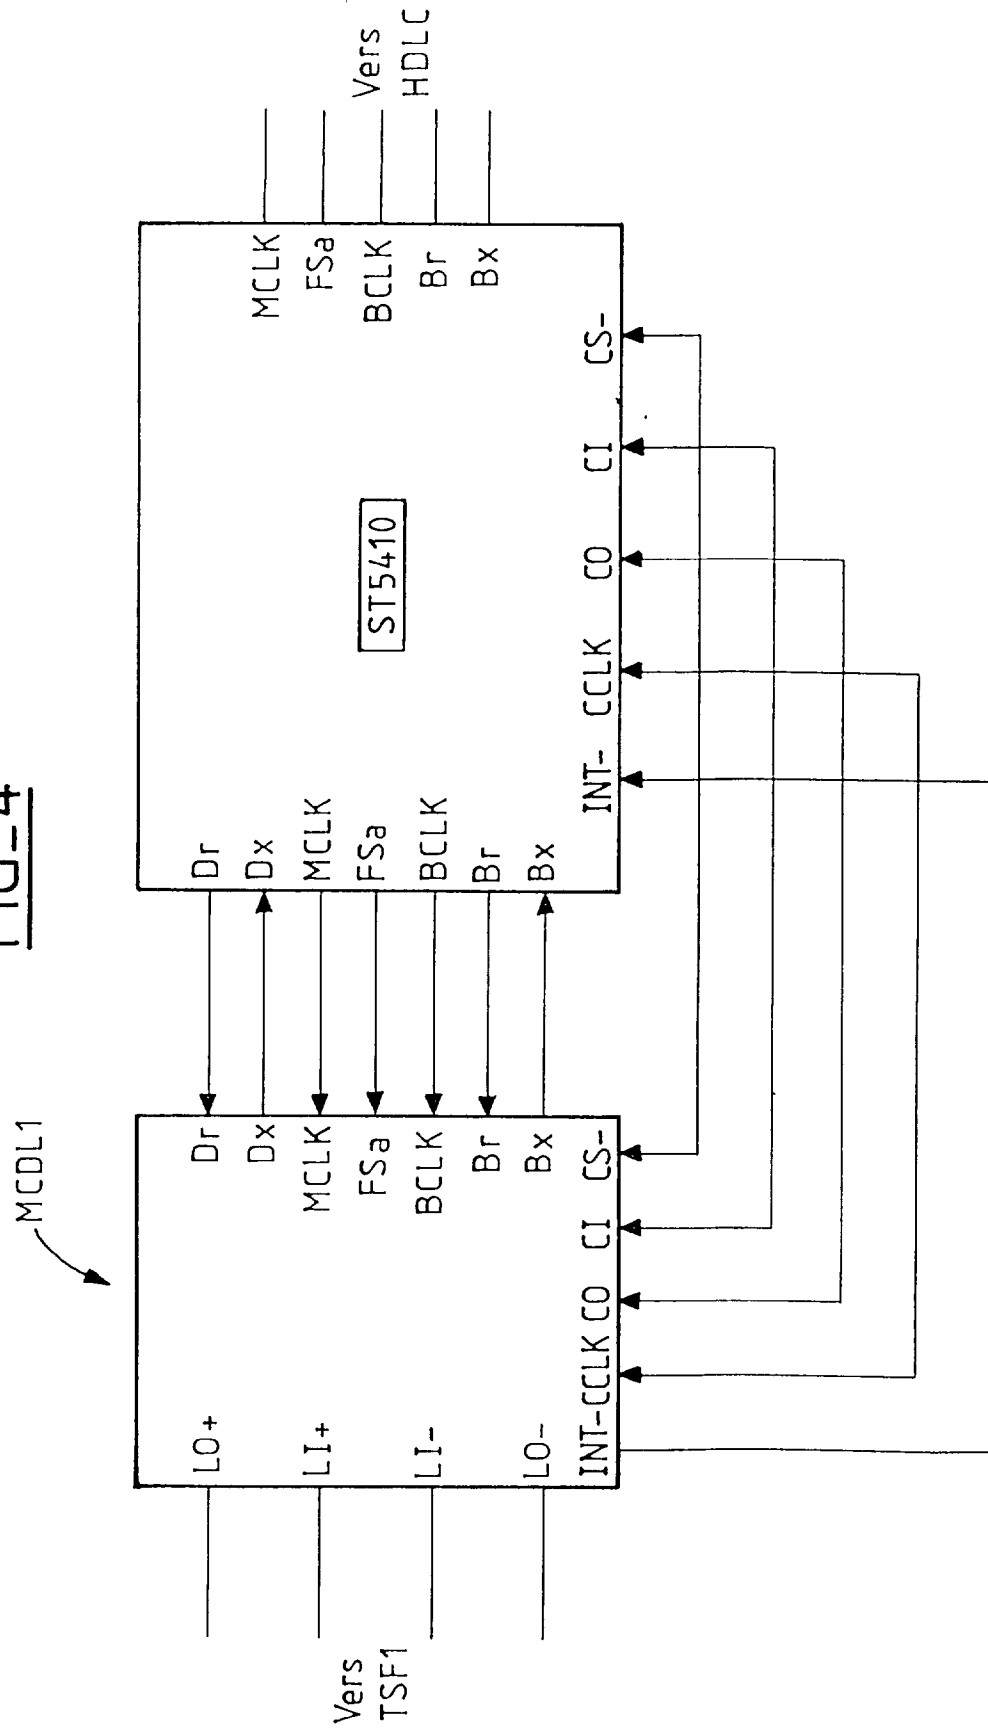 FIG_4
MCDL1
Vers
TSF1
LO+
LI+
LI-
LO-
Dr
Dx
MCLK
FSa
BCLK
Br
Bx
INT-
CCLK
CO
CI
CS-
Dr
Dx
MCLK
FSa
BCLK
Br
Bx
ST5410
INT-
CCLK
CO
CI
CS-
MCLK
FSa
BCLK
Br
Bx
Vers
HDLC